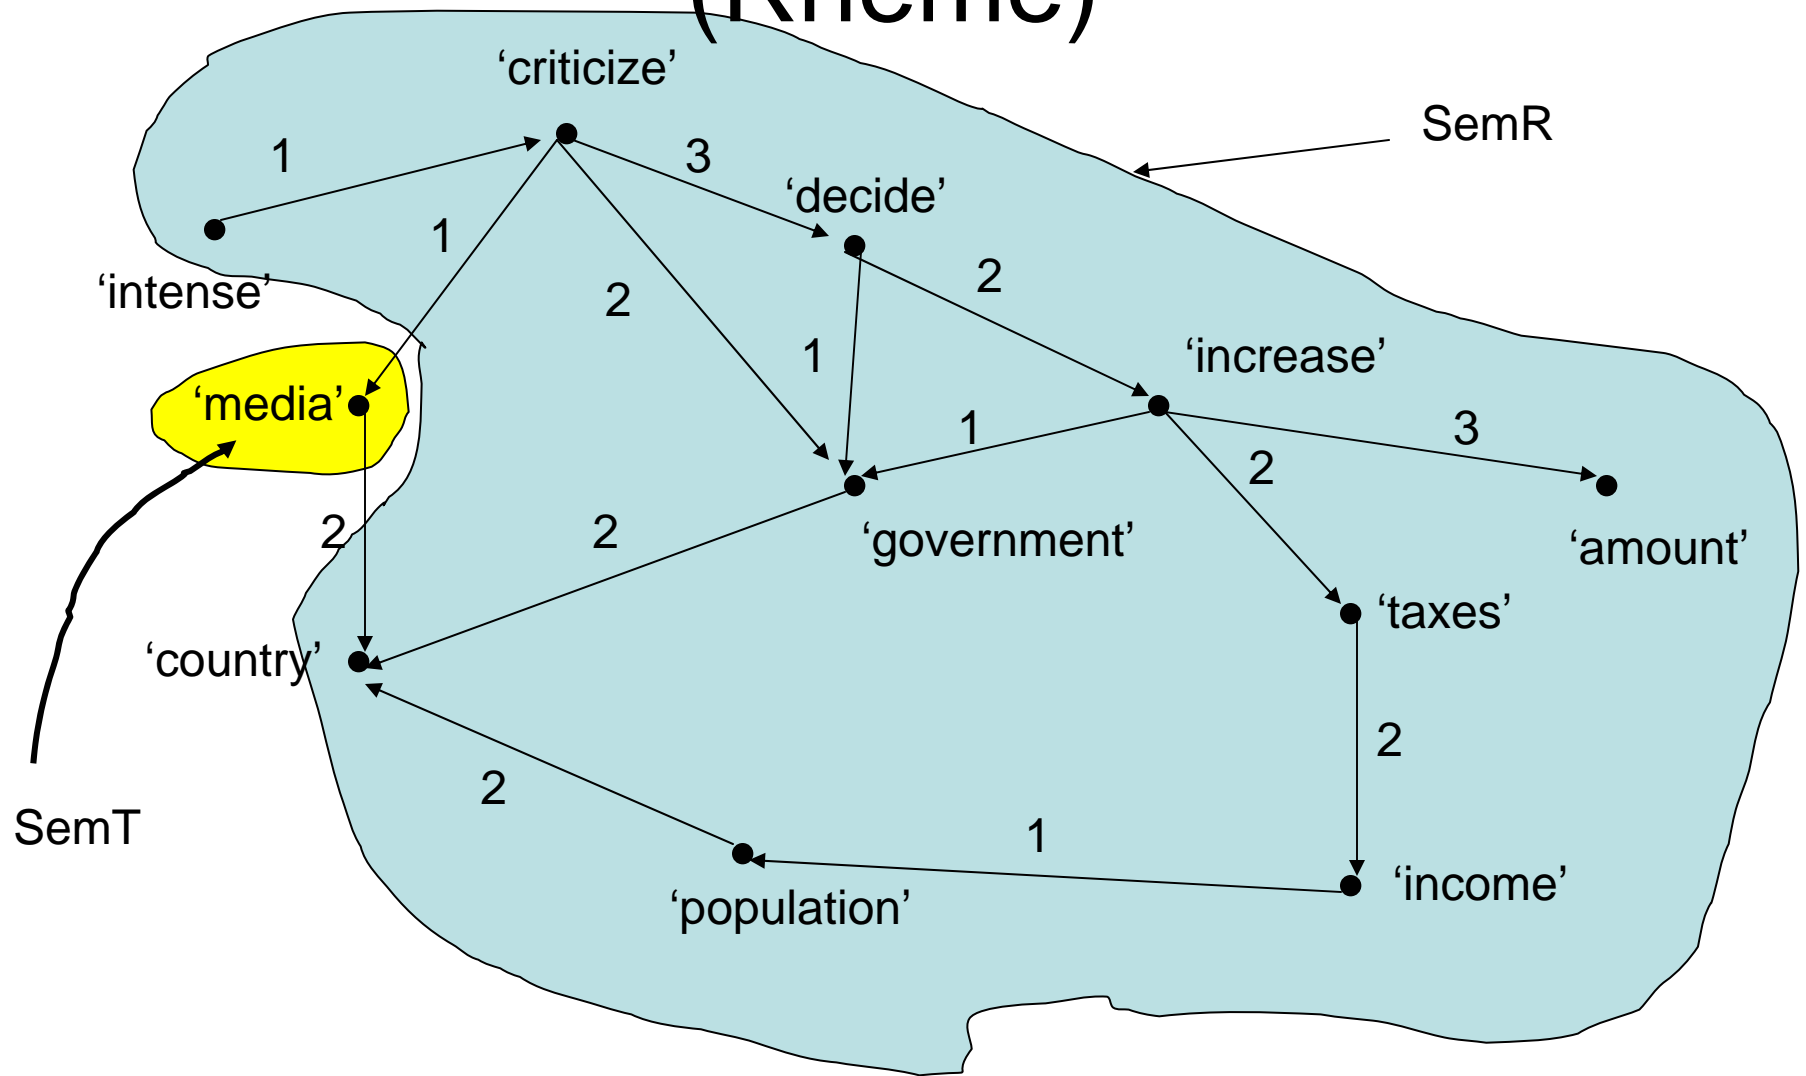 (Rheme)
‘criticize’
SemR
1
3
‘decide’
1
2
‘intense’
2
1
‘increase’
‘media’
1
3
2
2
2
‘government’
‘amount’
‘taxes’
‘country’
2
2
SemT
1
‘income’
‘population’